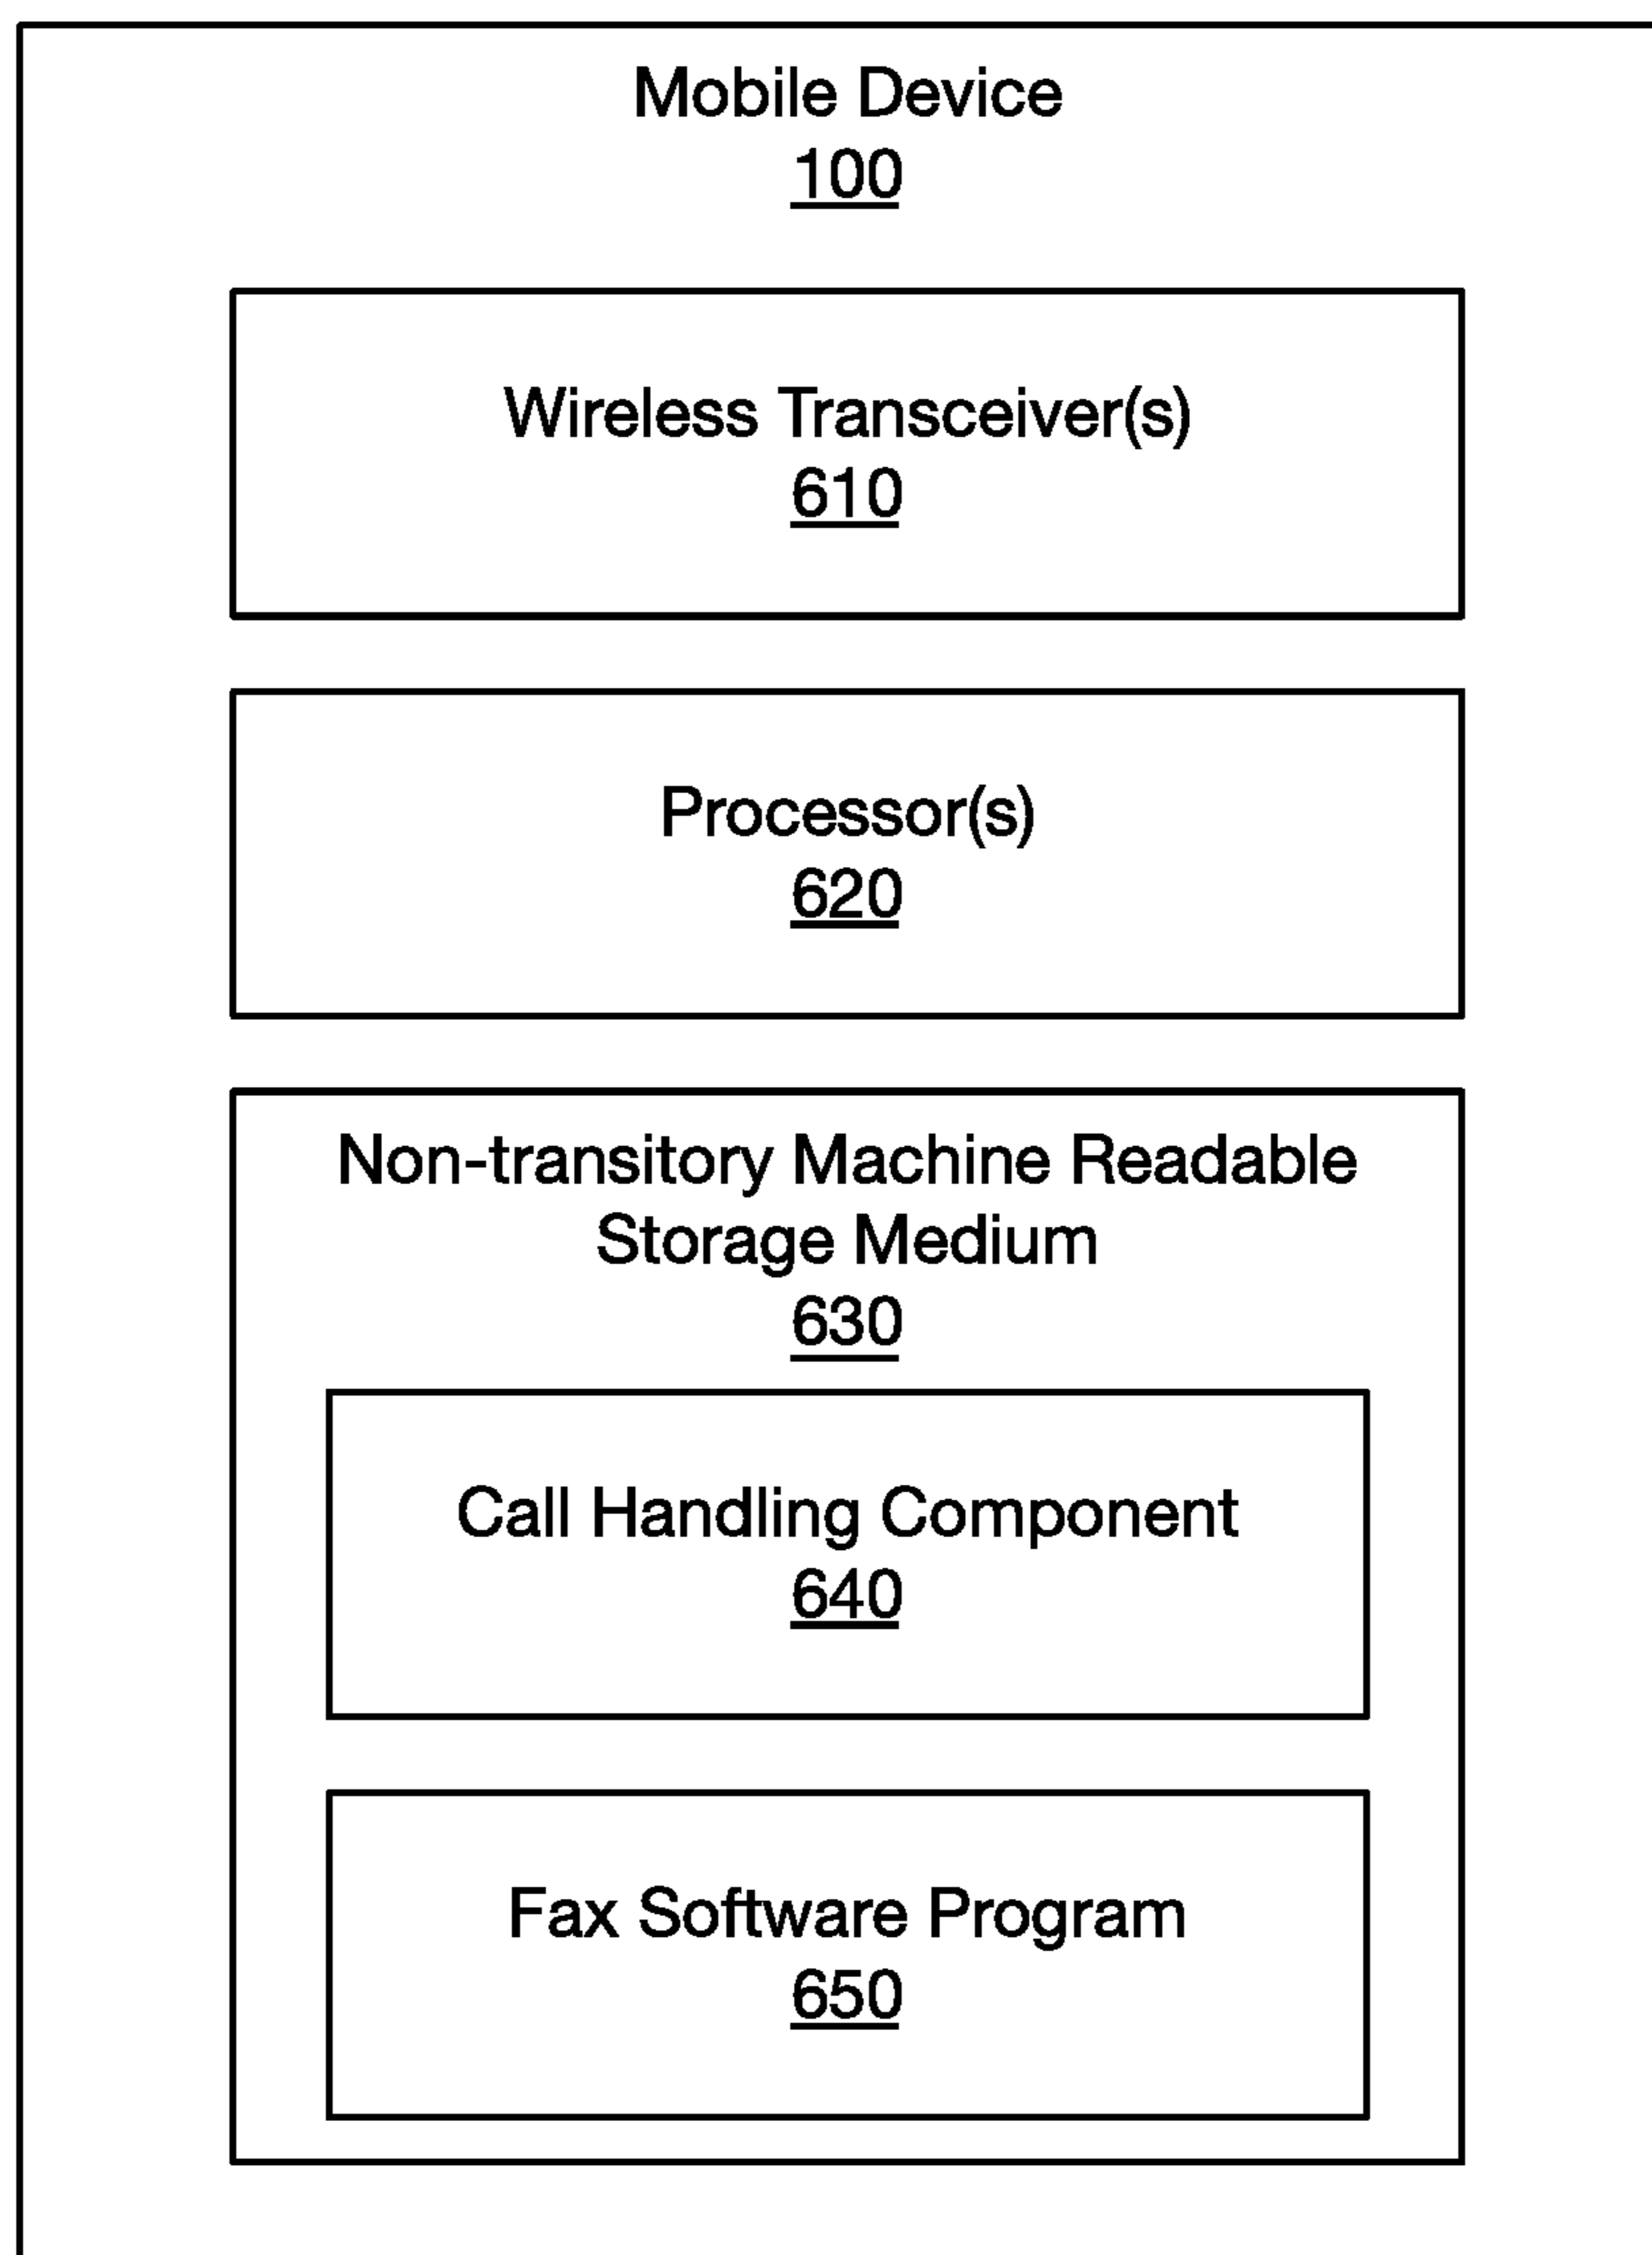 Mobile Device
100
Wireless Transceiver(s)
610
Processor(s)
620
Non-transitory Machine Readable
Storage Medium
630
Call Handling Component
640
Fax Software Program
650